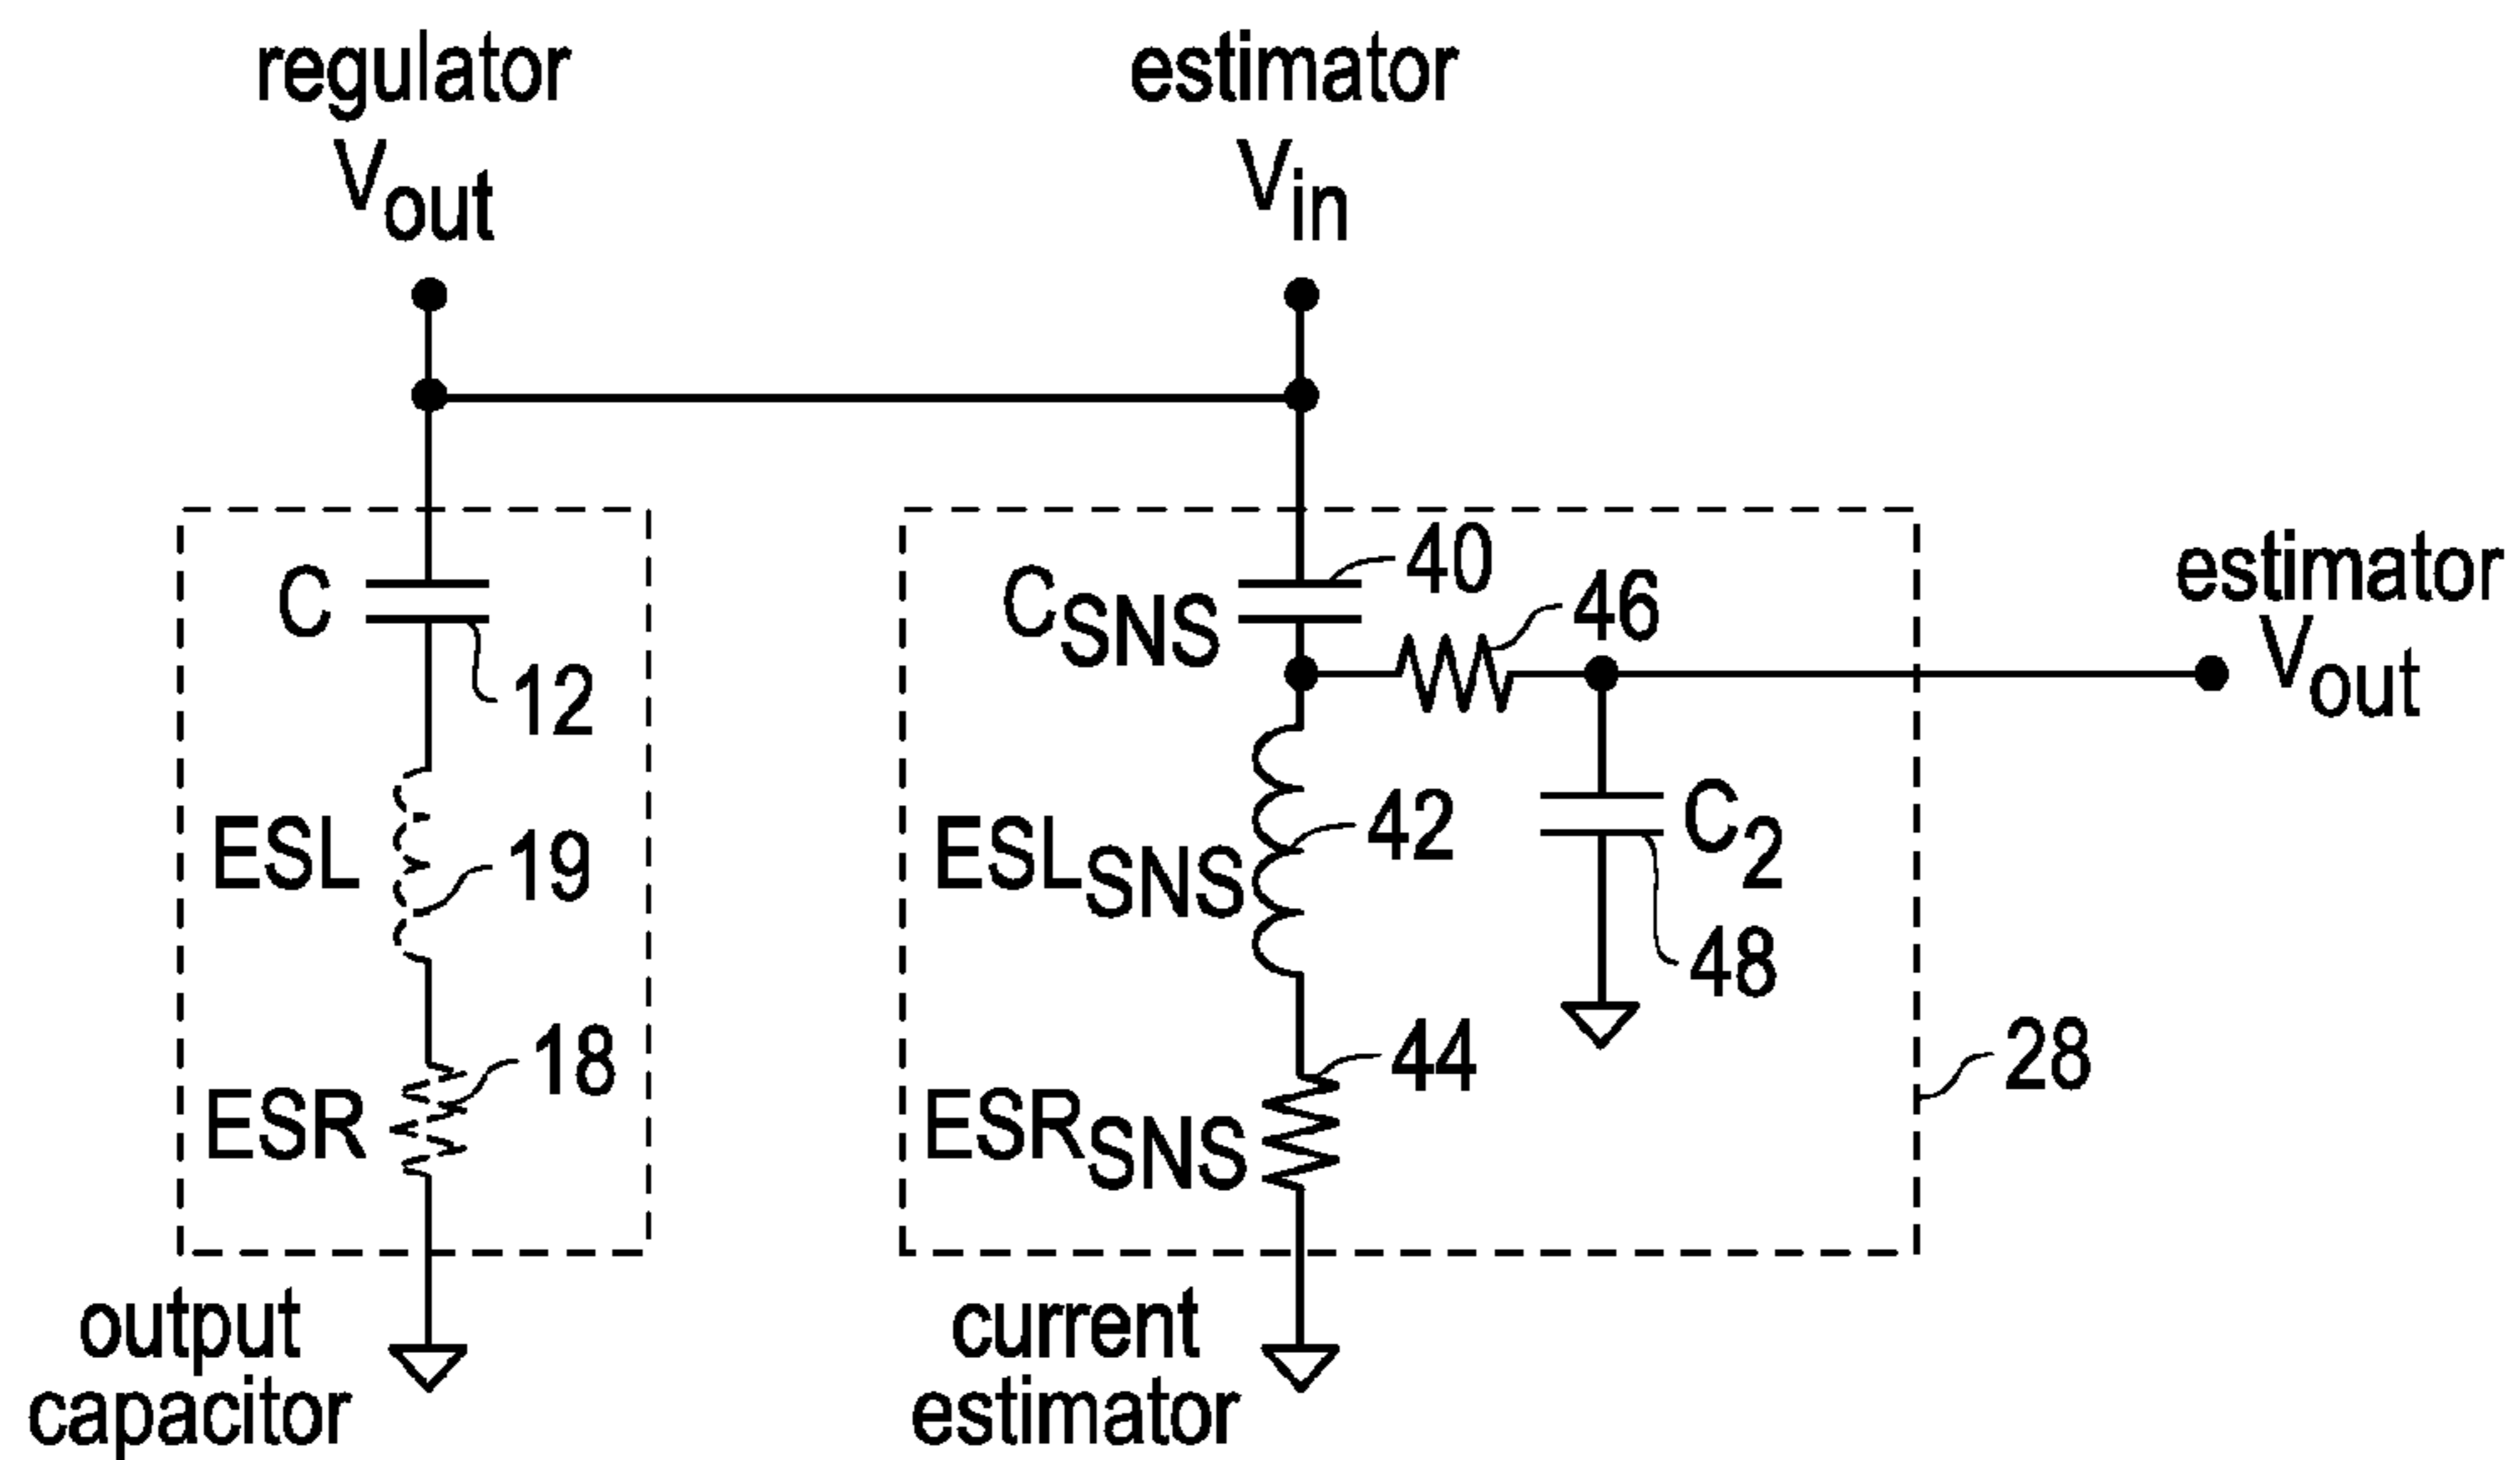 regulator
Vout
estimator
Vin
C
12
ESL
19
ESR
18
output
capacitor
CSNS
40
46
ESLSNS
42
C2
48
ESRSNS
44
28
current
estimator
estimator
Vout